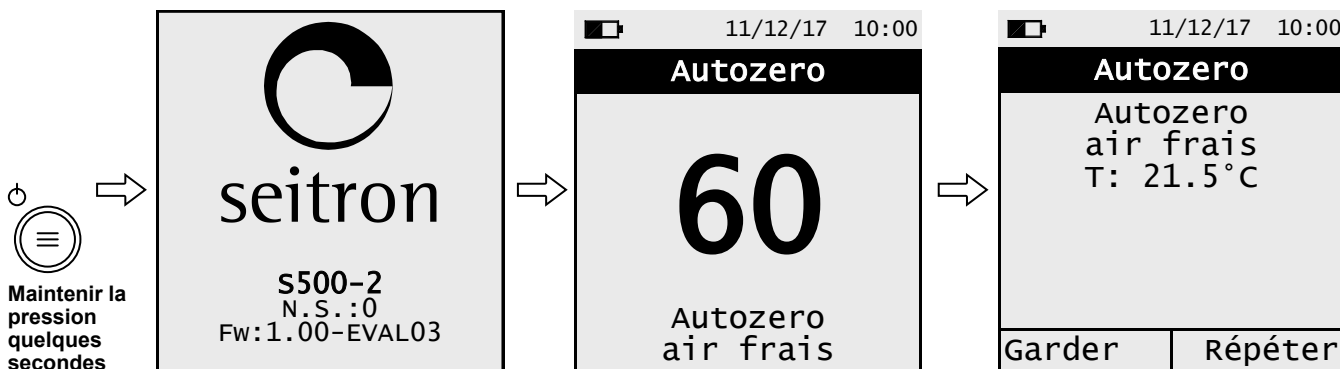 Maintenir la
pression
quelques
secondes
seitron
S500-2
N.S.:0
Fw:1.00-EVAL03
11/12/17 10:00
Autozero
60
Autozero
air frais
11/12/17 10:00
Autozero
Autozero
air frais
T: 21.5°C
Garder Répéter